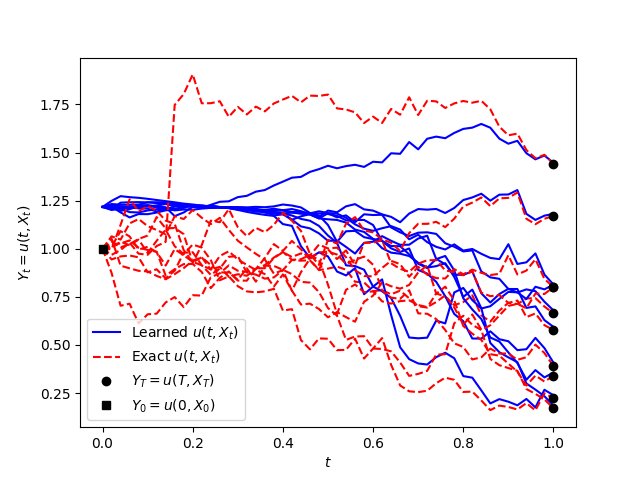 1.75
1.50
1.25
1.00
0.75
0.50
0.25
Y_t = u(t, X_t)
Learned u(t, X_t)
Exact u(t, X_t)
Y_T = u(T, X_T)
Y_0 = u(0, X_0)
0.0 0.2 0.4 0.6 0.8 1.0
t